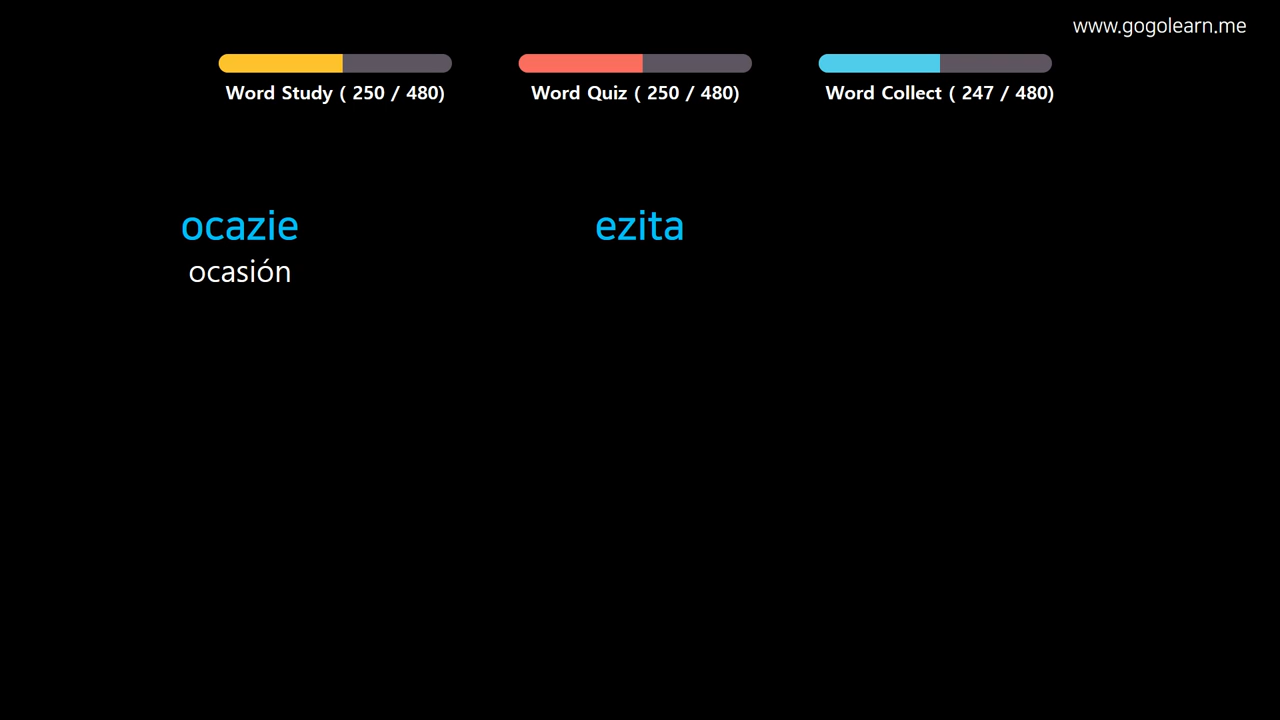 www.gogolearn.me
Word Study ( 250 / 480)
Word Quiz ( 250 / 480)
Word Collect ( 247 / 480)
ocazie
ocasión
ezita